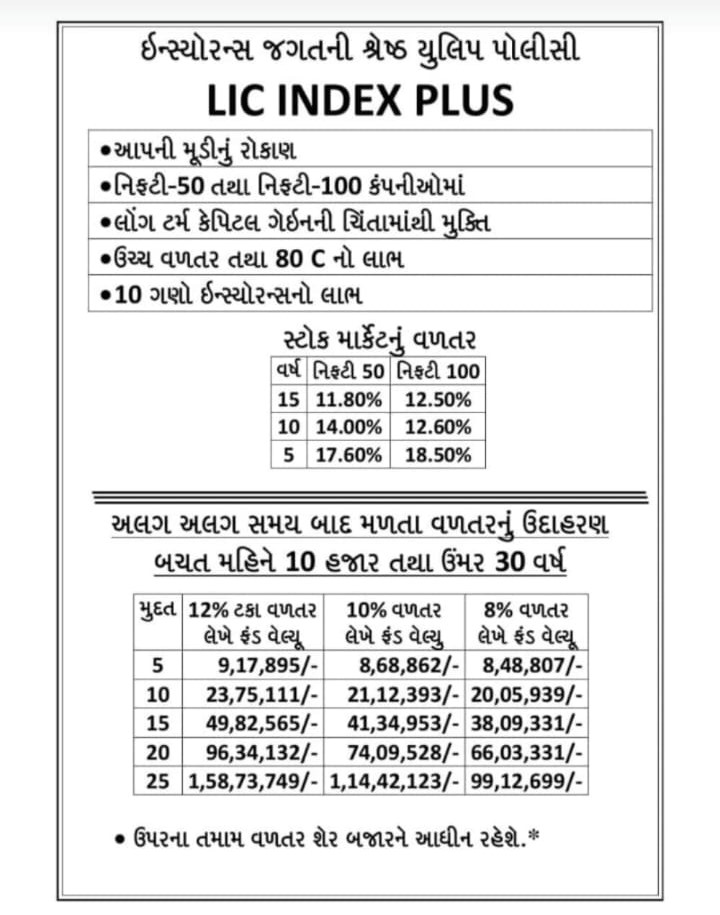 ઇન્સ્યોરન્સ જગતની શ્રેષ્ઠ યુલિપ પોલીસી
LIC INDEX PLUS
•આપની મૂડીનું રોકાણ
•નિફ્ટી-50 તથા નિફ્ટી-100 કંપનીઓમાં
•લોંગ ટર્મ કેપિટલ ગેઇનની ચિંતામાંથી મુક્તિ
•ઉચ્ચ વળતર તથા 80 C નો લાભ
•10 ગણો ઇન્સ્યોરન્સનો લાભ
સ્ટોક માર્કેટનું વળતર
વર્ષ નિફ્ટી 50 નિફ્ટી 100
15 11.80% 12.50%
10 14.00% 12.60%
5 17.60% 18.50%
અલગ અલગ સમય બાદ મળતા વળતરનું ઉદાહરણ
બચત મહિને 10 હજાર તથા ઉંમર 30 વર્ષ
મુદત 12% ટકા વળતર 10% વળતર 8% વળતર
લેખે ફંડ વેલ્યૂ લેખે ફંડ વેલ્યુ લેખે ફંડ વેલ્યૂ
5 9,17,895/- 8,68,862/- 8,48,807/-
10 23,75,111/- 21,12,393/- 20,05,939/-
15 49,82,565/- 41,34,953/- 38,09,331/-
20 96,34,132/- 74,09,528/- 66,03,331/-
25 1,58,73,749/- 1,14,42,123/- 99,12,699/-
• ઉપરના તમામ વળતર શેર બજારને આધીન રહેશે.*